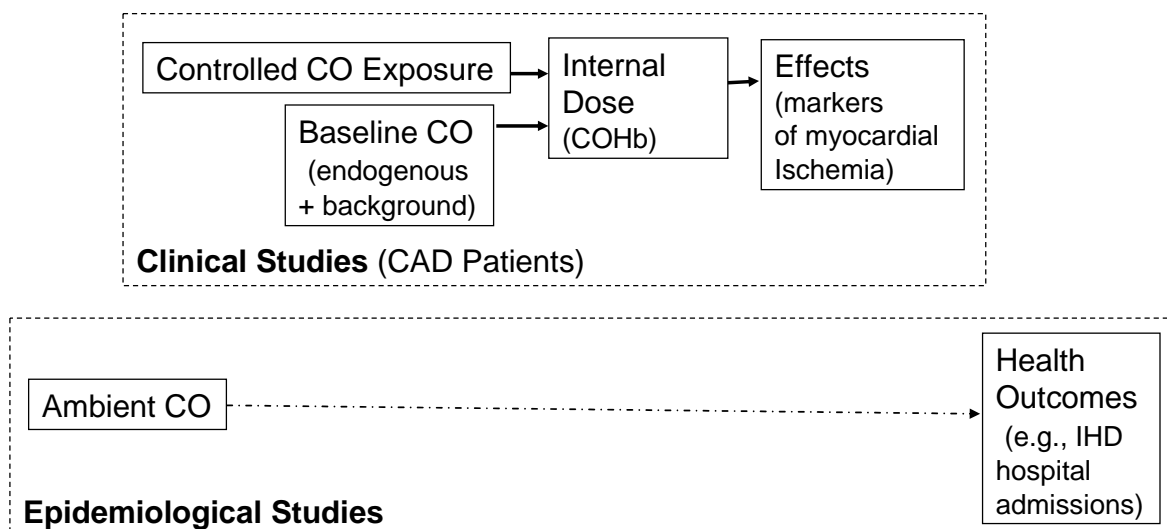 Controlled CO Exposure
Baseline CO
(endogenous
+ background)
Internal
Dose
(COHb)
Effects
(markers
of myocardial
Ischemia)
Clinical Studies (CAD Patients)
Ambient CO
Health
Outcomes
(e.g., IHD
hospital
admissions)
Epidemiological Studies